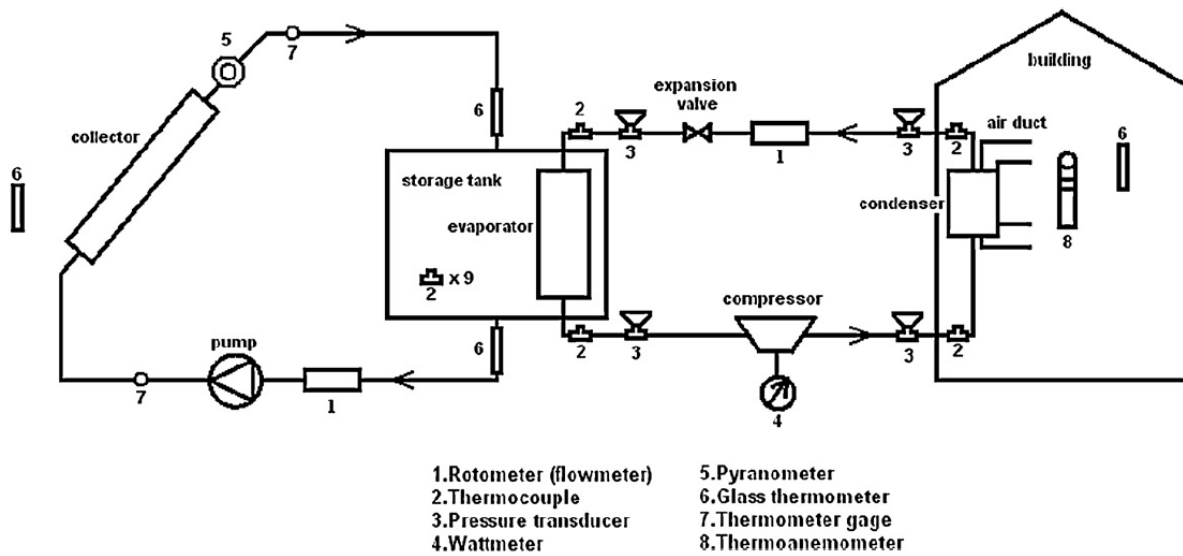 5
7
building
collector
6
2
3
expansion
valve
1
3
2
air duct
6
6
storage tank
evaporator
condenser
8
2
x 9
compressor
pump
6
2
3
3
2
7
1
4
1.Rotometer (flowmeter)
2.Thermocouple
3.Pressure transducer
4.Wattmeter
5.Pyranometer
6.Glass thermometer
7.Thermometer gage
8.Thermoanemometer